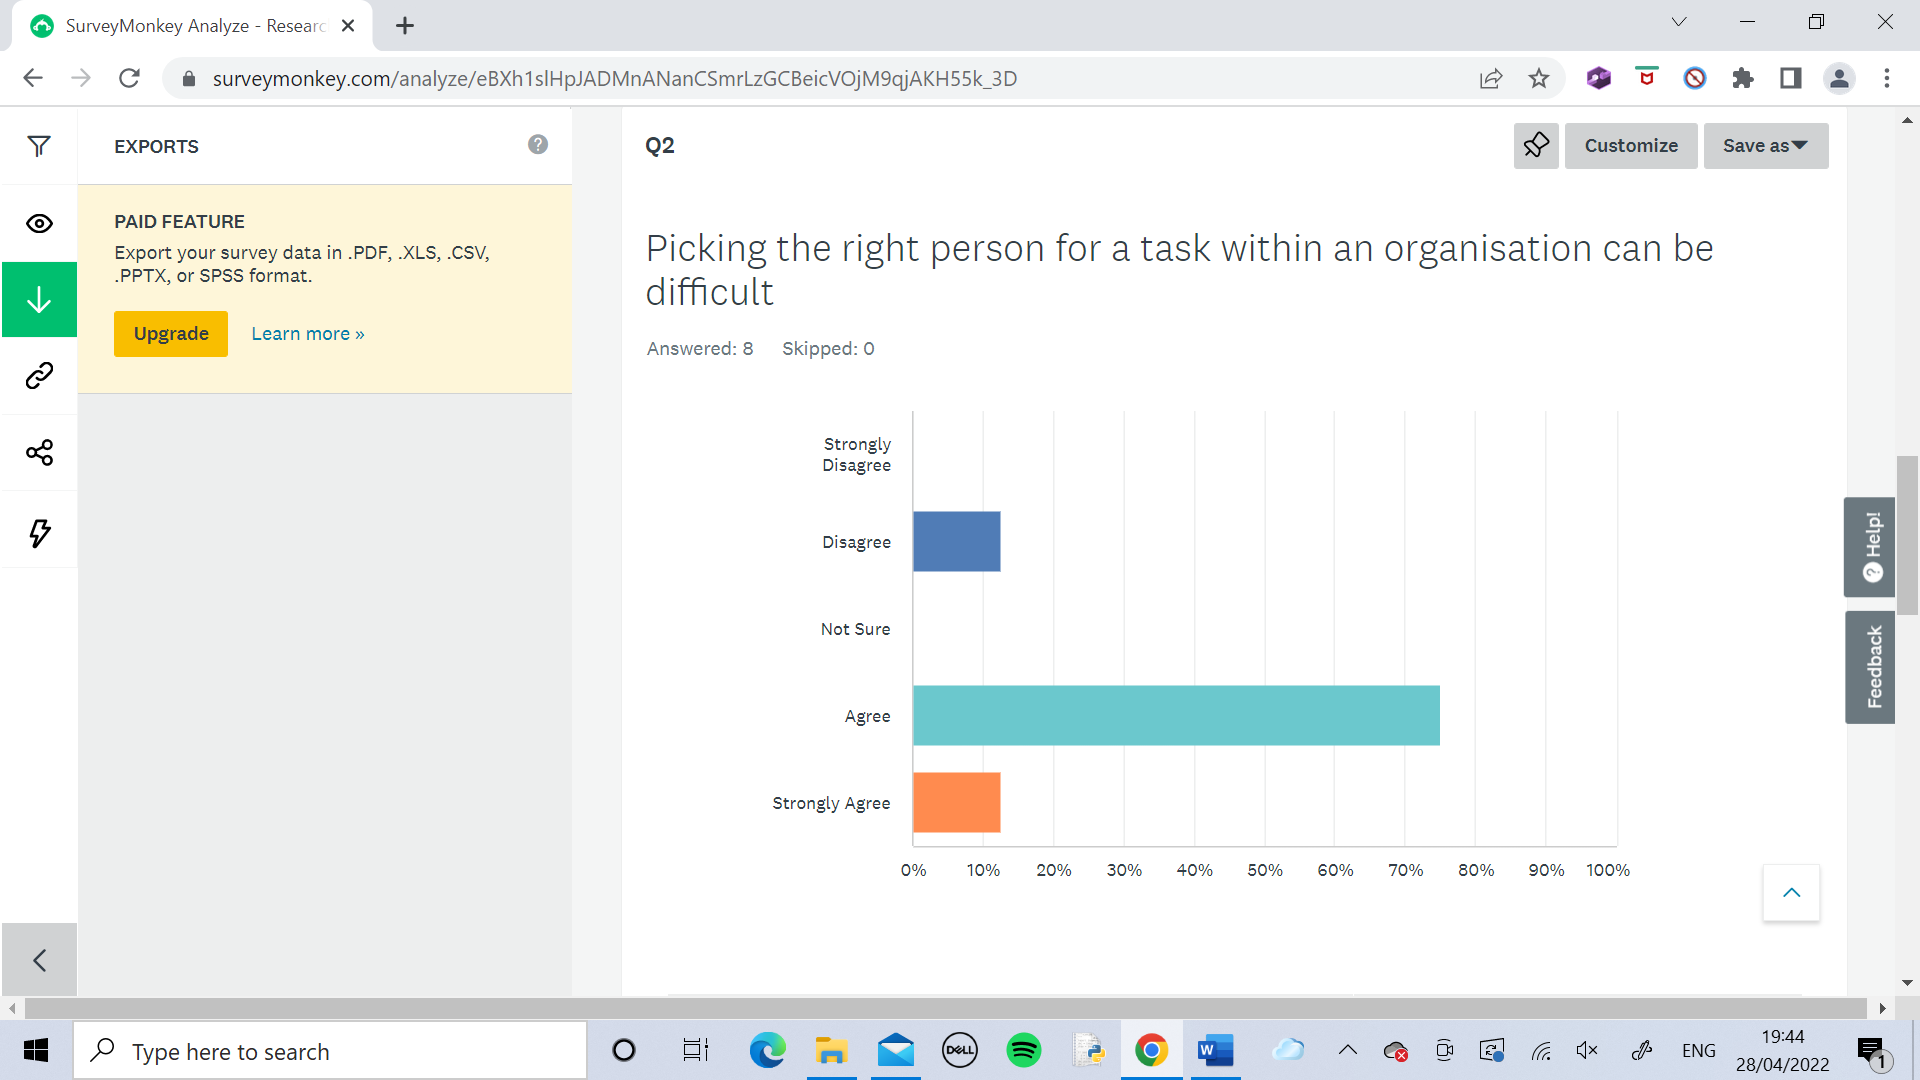 SurveyMonkey Analyze - Researc
surveymonkey.com/analyze/eBXh1slHpJADMnANanCSmrLzGCBeicVOjM9qjAKH55k_3D
EXPORTS
PAID FEATURE
Export your survey data in .PDF, .XLS, .CSV,
.PPTX, or SPSS format.
Upgrade
Learn more »
Q2
Customize
Save as
Picking the right person for a task within an organisation can be
difficult
Answered: 8 Skipped: 0
Strongly
Disagree
Disagree
Not Sure
Agree
Strongly Agree
0% 10% 20% 30% 40% 50% 60% 70% 80% 90% 100%
Help!
Feedback
Type here to search
DELL
W
ENG
19:44
28/04/2022
1